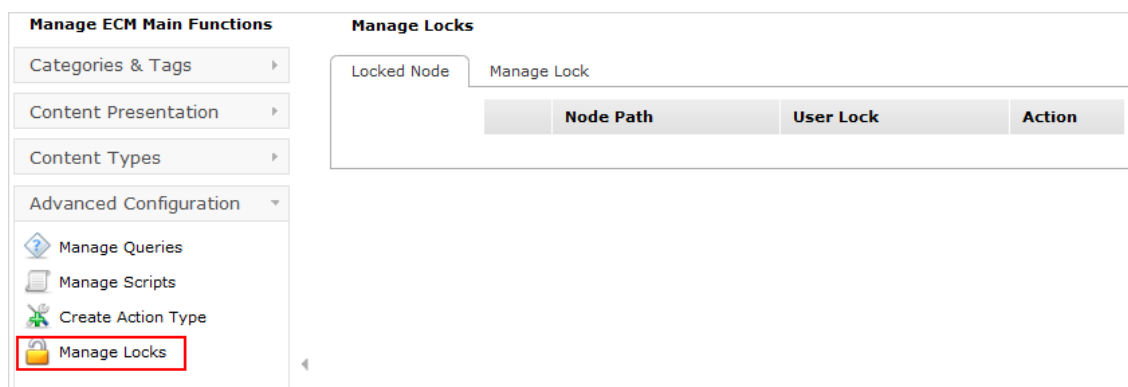 Manage ECM Main Functions
Categories & Tags
Content Presentation
Content Types
Advanced Configuration
Manage Queries
Manage Scripts
Create Action Type
Manage Locks
Manage Locks
Locked Node Manage Lock
Node Path User Lock Action